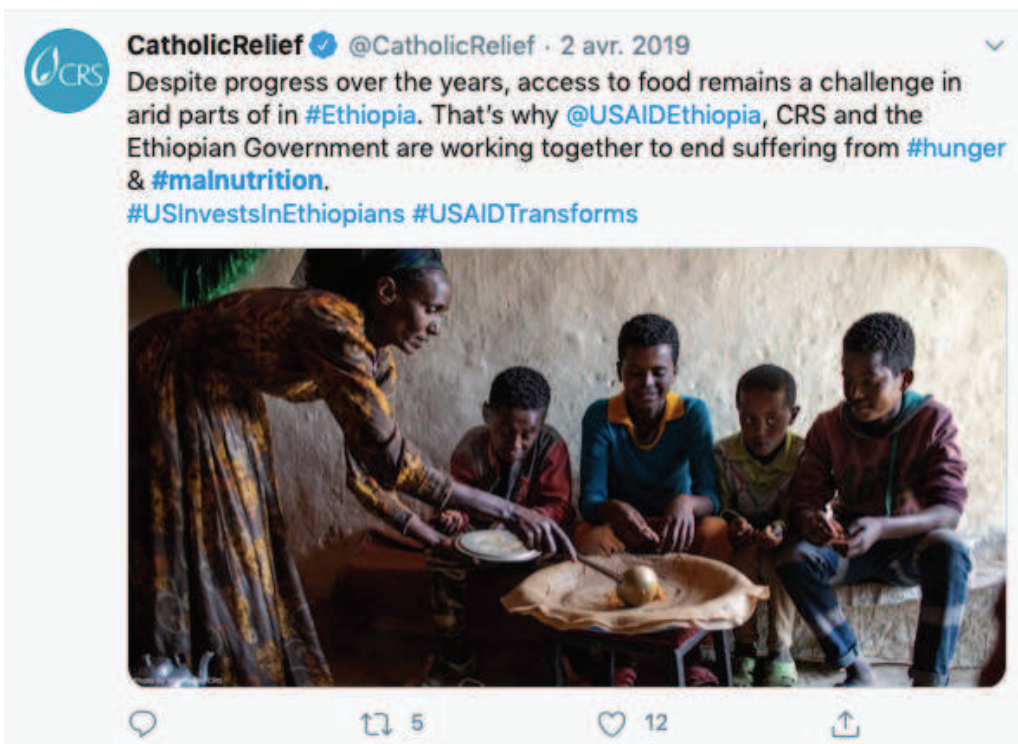 CRS
CatholicRelief @CatholicRelief · 2 avr. 2019
Despite progress over the years, access to food remains a challenge in
arid parts of in #Ethiopia. That's why @USAIDEthiopia, CRS and the
Ethiopian Government are working together to end suffering from #hunger
& #malnutrition.
#USInvestsInEthiopians #USAIDTransforms
5
12